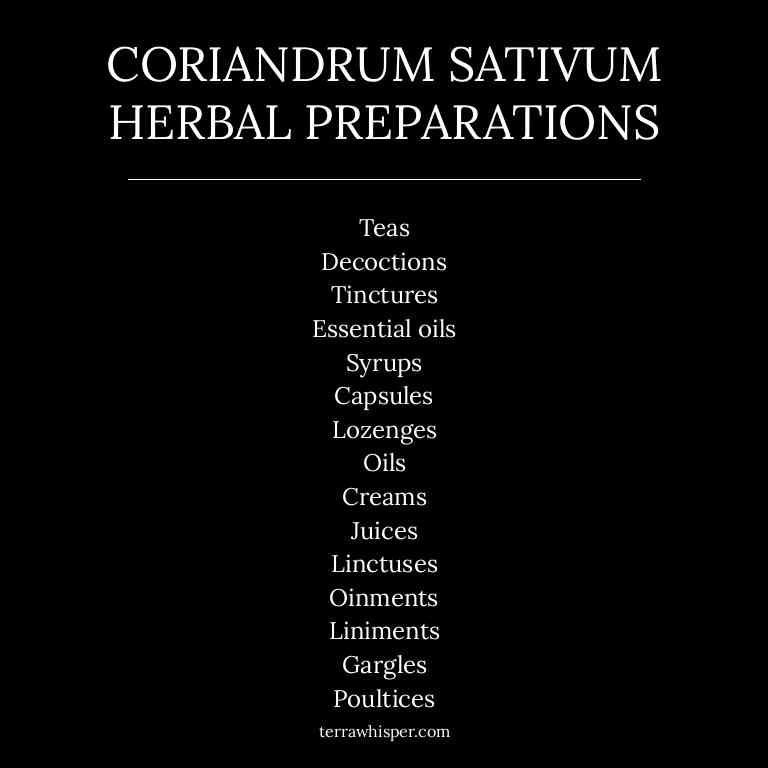 CORIANDRUM SATIVUM
HERBAL PREPARATIONS
Teas
Decoctions
Tinctures
Essential oils
Syrups
Capsules
Lozenges
Oils
Creams
Juices
Linctuses
Oinments
Liniments
Gargles
Poultices
terrawhisper.com